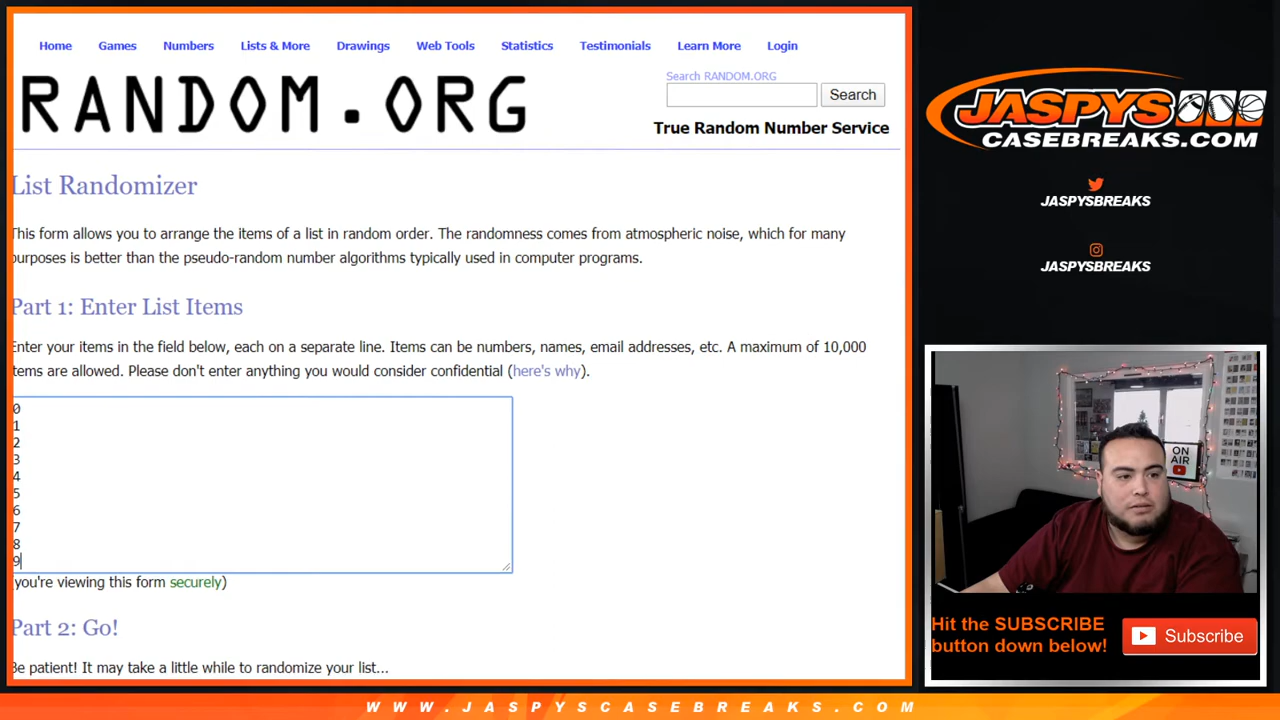 Home Games Numbers Lists & More Drawings Web Tools Statistics Testimonials Learn More Login
RANDOM.ORG
Search RANDOM.ORG
Search
True Random Number Service
List Randomizer
This form allows you to arrange the items of a list in random order. The randomness comes from atmospheric noise, which for many
purposes is better than the pseudo-random number algorithms typically used in computer programs.
Part 1: Enter List Items
Enter your items in the field below, each on a separate line. Items can be numbers, names, email addresses, etc. A maximum of 10,000
items are allowed. Please don't enter anything you would consider confidential (here's why).
0
1
2
3
4
5
6
7
8
9
(you're viewing this form securely)
Part 2: Go!
Be patient! It may take a little while to randomize your list...
JASPYS
CASEBREAKS.COM
JASPYSBREAKS
JASPYSBREAKS
ON
AIR
Hit the SUBSCRIBE
button down below!
Subscribe
WWW.JASPYSCASEBREAKS.COM